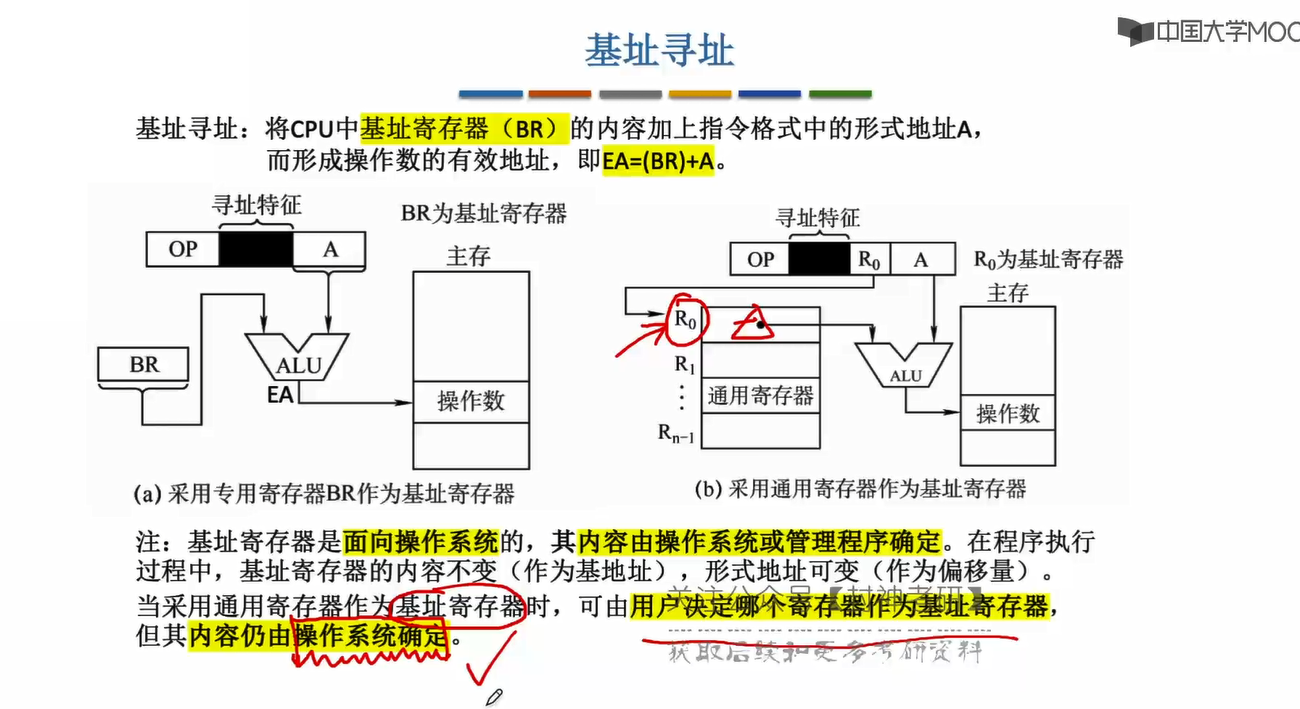 中国大学MOC
基址寻址
基址寻址：将CPU中基址寄存器（BR）的内容加上指令格式中的形式地址A，
而形成操作数的有效地址，即EA=(BR)+A。
寻址特征
BR为基址寄存器
OP
A
主存
BR
ALU
EA
操作数
(a) 采用专用寄存器BR作为基址寄存器
寻址特征
OP
R0
A
R0为基址寄存器
主存
R0
R1
⋮
通用寄存器
Rn-1
ALU
操作数
(b) 采用通用寄存器作为基址寄存器
注：基址寄存器是面向操作系统的，其内容由操作系统或管理程序确定。在程序执行
过程中，基址寄存器的内容不变（作为基地址），形式地址可变（作为偏移量）。
当采用通用寄存器作为基址寄存器时，可由用户决定哪个寄存器作为基址寄存器，
但其内容仍由操作系统确定。
关注公众号【封神考研】
获取后续和更多考研资料